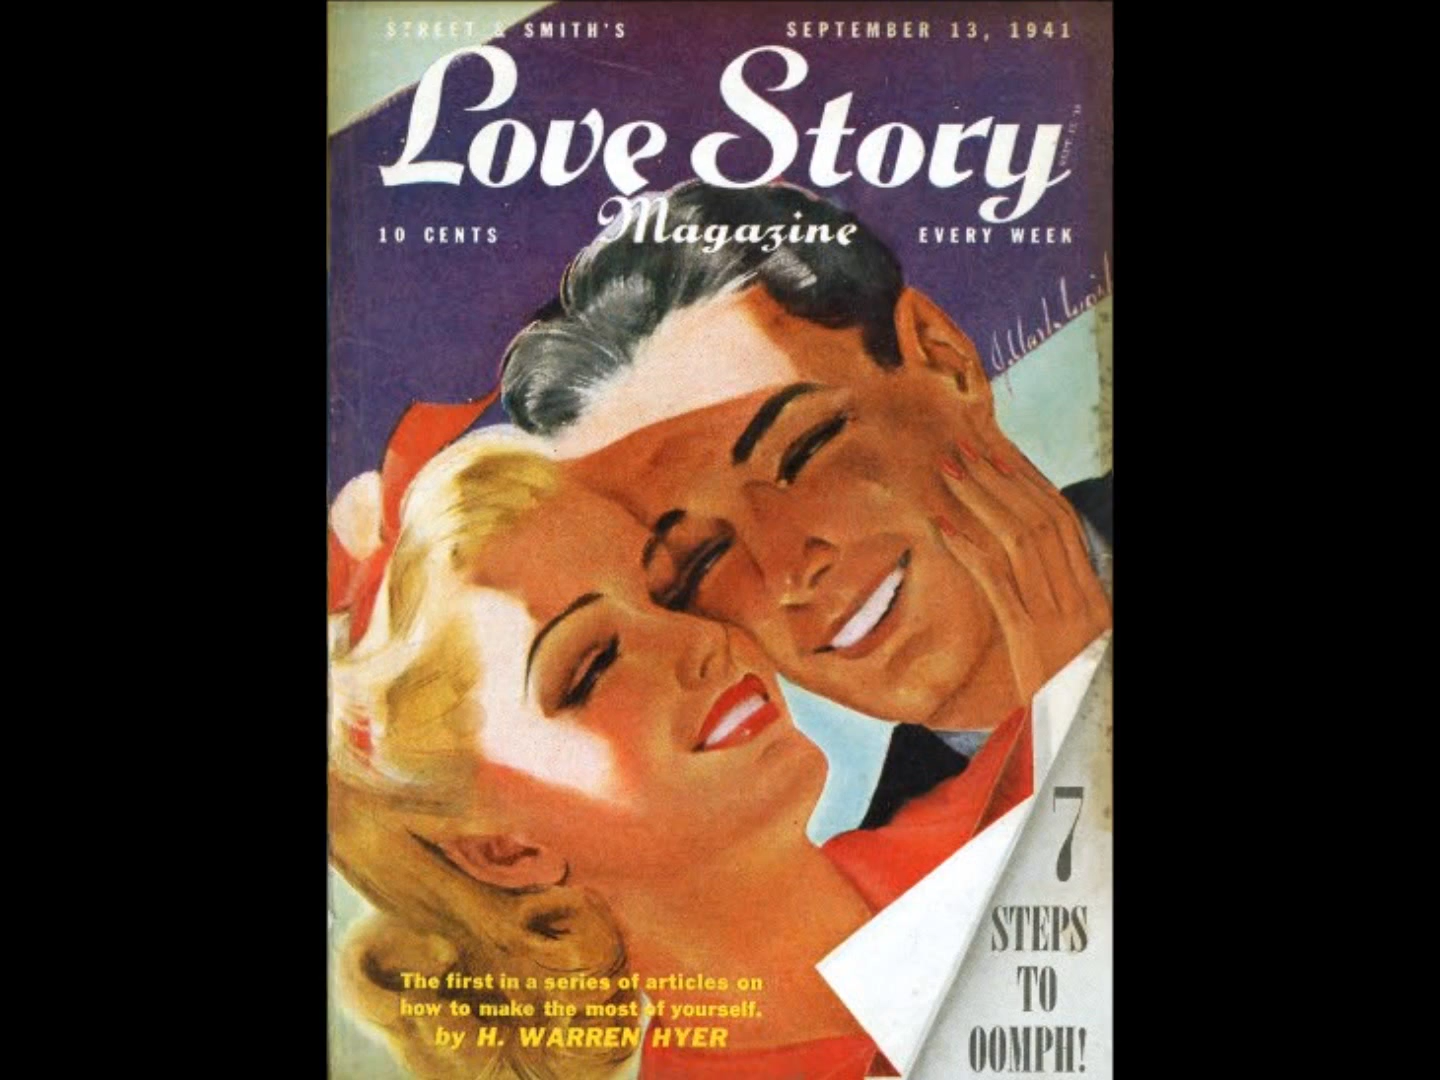 STREET & SMITH'S
SEPTEMBER 13, 1941
Love Story
Magazine
10 CENTS
EVERY WEEK
7
STEPS
TO
OOMPH!
The first in a series of articles on
how to make the most of yourself.
by H. WARREN HYER